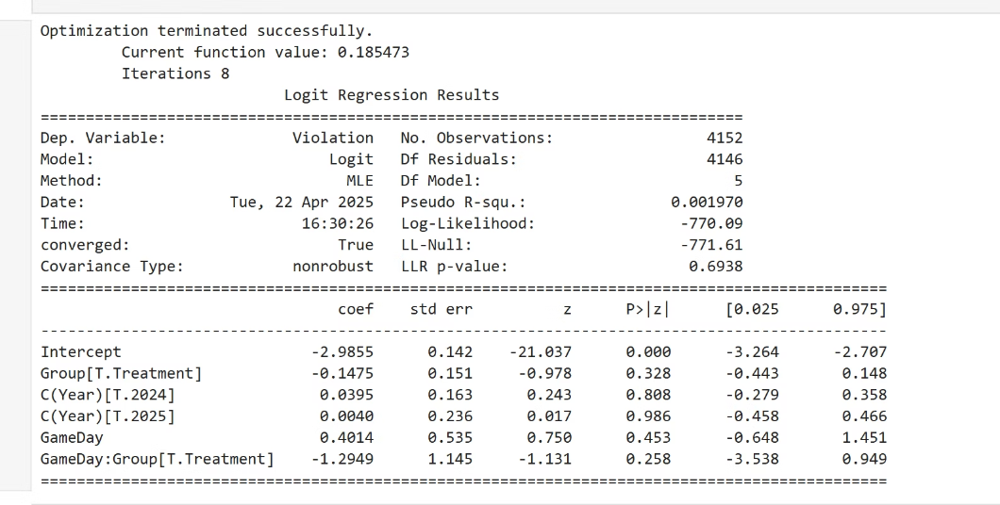 Optimization terminated successfully.
         Current function value: 0.185473
         Iterations 8
                           Logit Regression Results
==============================================================================
Dep. Variable:              Violation   No. Observations:                 4152
Model:                          Logit   Df Residuals:                     4146
Method:                           MLE   Df Model:                            5
Date:                Tue, 22 Apr 2025   Pseudo R-squ.:                0.001970
Time:                        16:30:26   Log-Likelihood:                -770.09
converged:                       True   LL-Null:                       -771.61
Covariance Type:            nonrobust   LLR p-value:                    0.6938
==============================================================================================
                                 coef    std err          z      P>|z|      [0.025      0.975]
----------------------------------------------------------------------------------------------
Intercept                     -2.9855      0.142    -21.037      0.000      -3.264      -2.707
Group[T.Treatment]            -0.1475      0.151     -0.978      0.328      -0.443       0.148
C(Year)[T.2024]                0.0395      0.163      0.243      0.808      -0.279       0.358
C(Year)[T.2025]                0.0040      0.236      0.017      0.986      -0.458       0.466
GameDay                        0.4014      0.535      0.750      0.453      -0.648       1.451
GameDay:Group[T.Treatment]    -1.2949      1.145     -1.131      0.258      -3.538       0.949
==============================================================================================